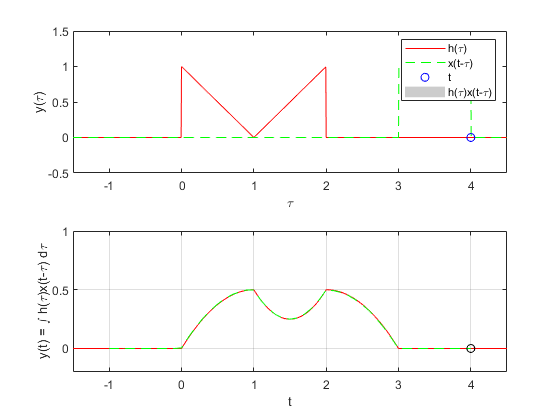 1.5
1
0.5
0
-0.5
y(τ)
-1 0 1 2 3 4
τ
h(τ)
x(t-τ)
t
h(τ)x(t-τ)
1
0.5
0
y(t) = ∫ h(τ)x(t-τ) dτ
-1 0 1 2 3 4
t